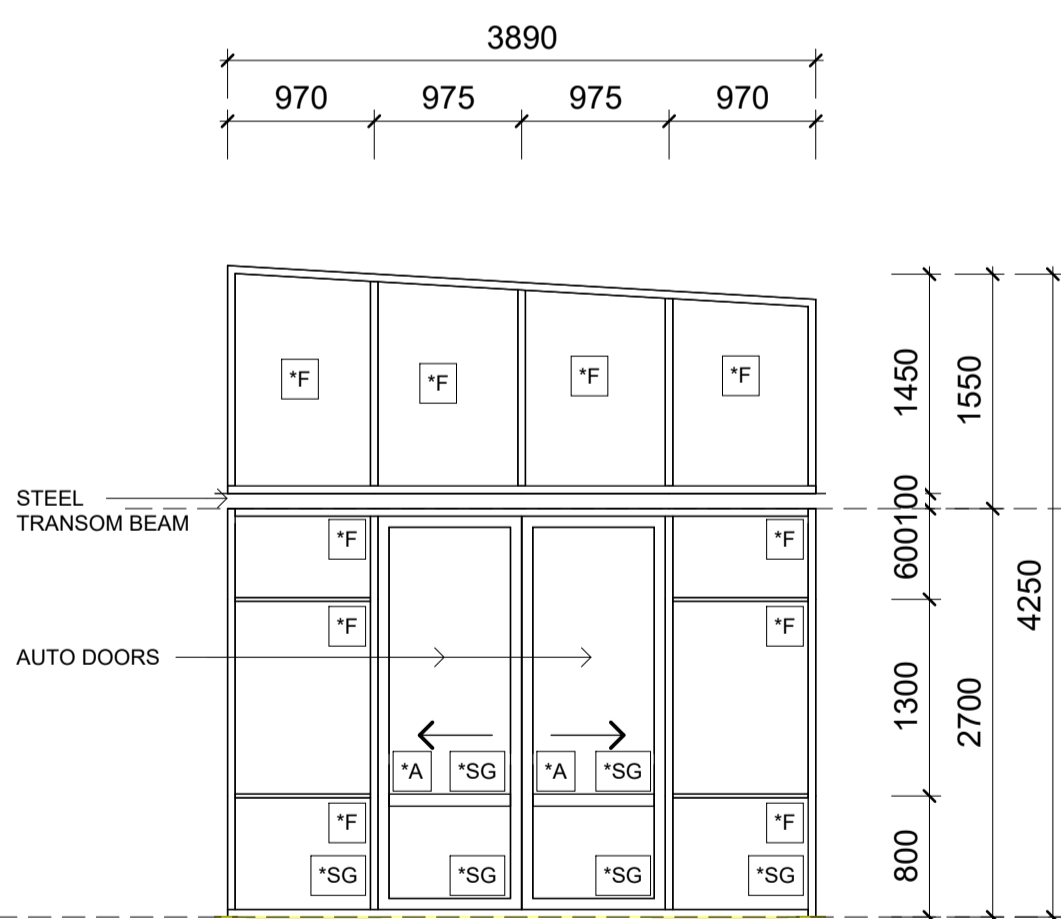 3890
970 975 975 970
*F *F *F *F
1450
1550
STEEL
TRANSOM BEAM
100
600
*F *F
4250
*F *F
AUTO DOORS
1300
2700
*A *SG *A *SG
*F *F
800
*SG *SG *SG *SG